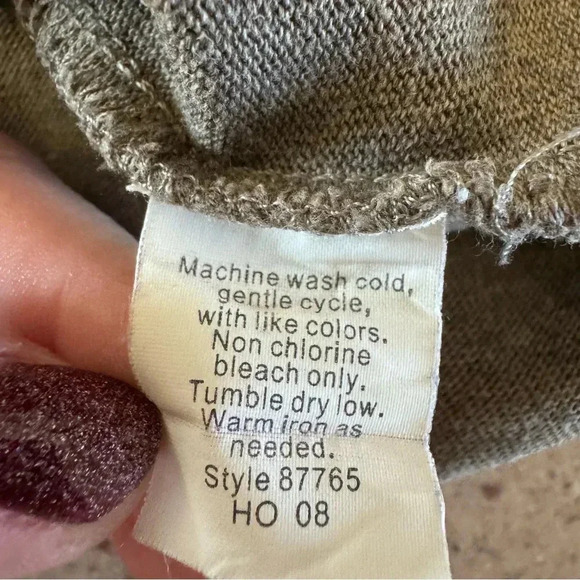 Machine wash cold,
gentle cycle,
with like colors.
Non chlorine
bleach only.
Tumble dry low.
Warm iron as
needed.
Style 87765
HO 08